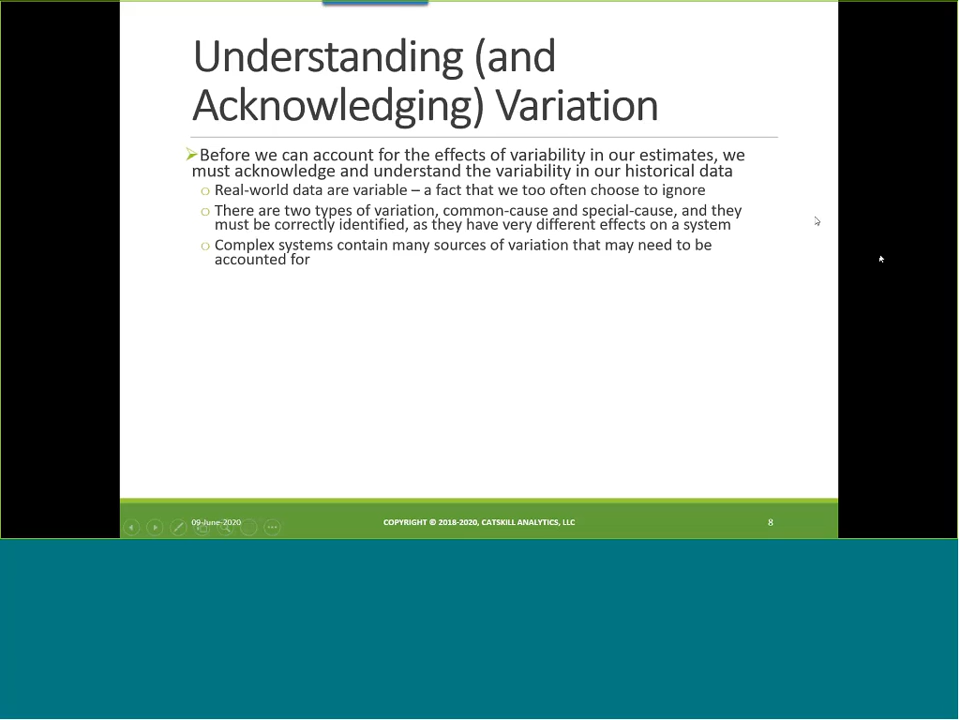 Understanding (and
Acknowledging) Variation
Before we can account for the effects of variability in our estimates, we
must acknowledge and understand the variability in our historical data
Real-world data are variable – a fact that we too often choose to ignore
There are two types of variation, common-cause and special-cause, and they
must be correctly identified, as they have very different effects on a system
Complex systems contain many sources of variation that may need to be
accounted for
09-June-2020
COPYRIGHT © 2018-2020, CATSKILL ANALYTICS, LLC
8